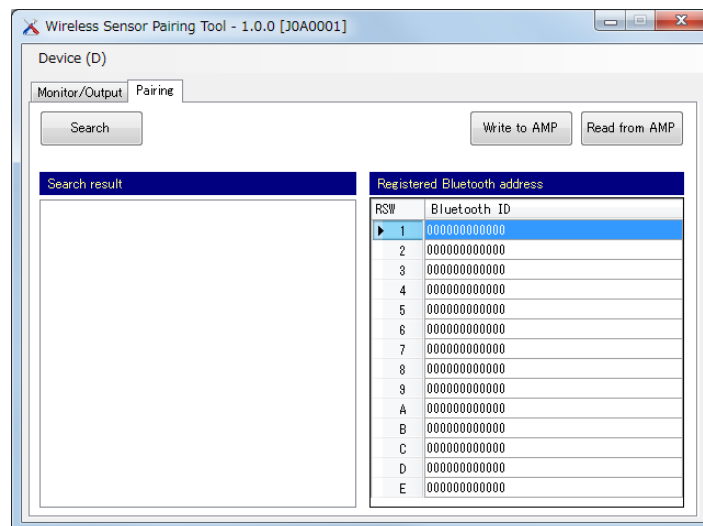 Wireless Sensor Pairing Tool - 1.0.0 [J0A0001]
Device (D)
Monitor/Output Pairing
Search Write to AMP Read from AMP
Search result Registered Bluetooth address
RSW Bluetooth ID
1 000000000000
2 000000000000
3 000000000000
4 000000000000
5 000000000000
6 000000000000
7 000000000000
8 000000000000
9 000000000000
A 000000000000
B 000000000000
C 000000000000
D 000000000000
E 000000000000